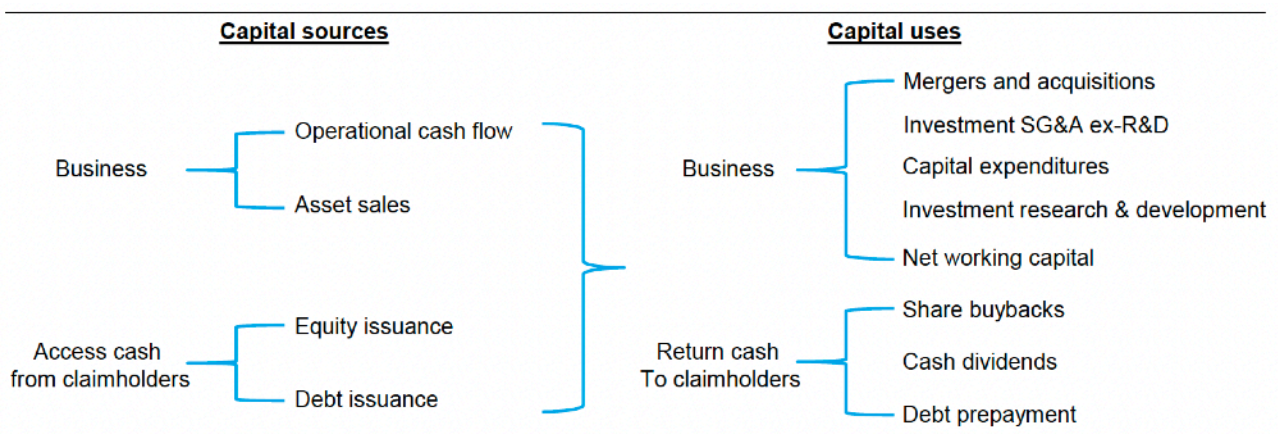 Capital sources
Capital uses
Business
Operational cash flow
Asset sales
Access cash
from claimholders
Equity issuance
Debt issuance
Business
Mergers and acquisitions
Investment SG&A ex-R&D
Capital expenditures
Investment research & development
Net working capital
Return cash
To claimholders
Share buybacks
Cash dividends
Debt prepayment